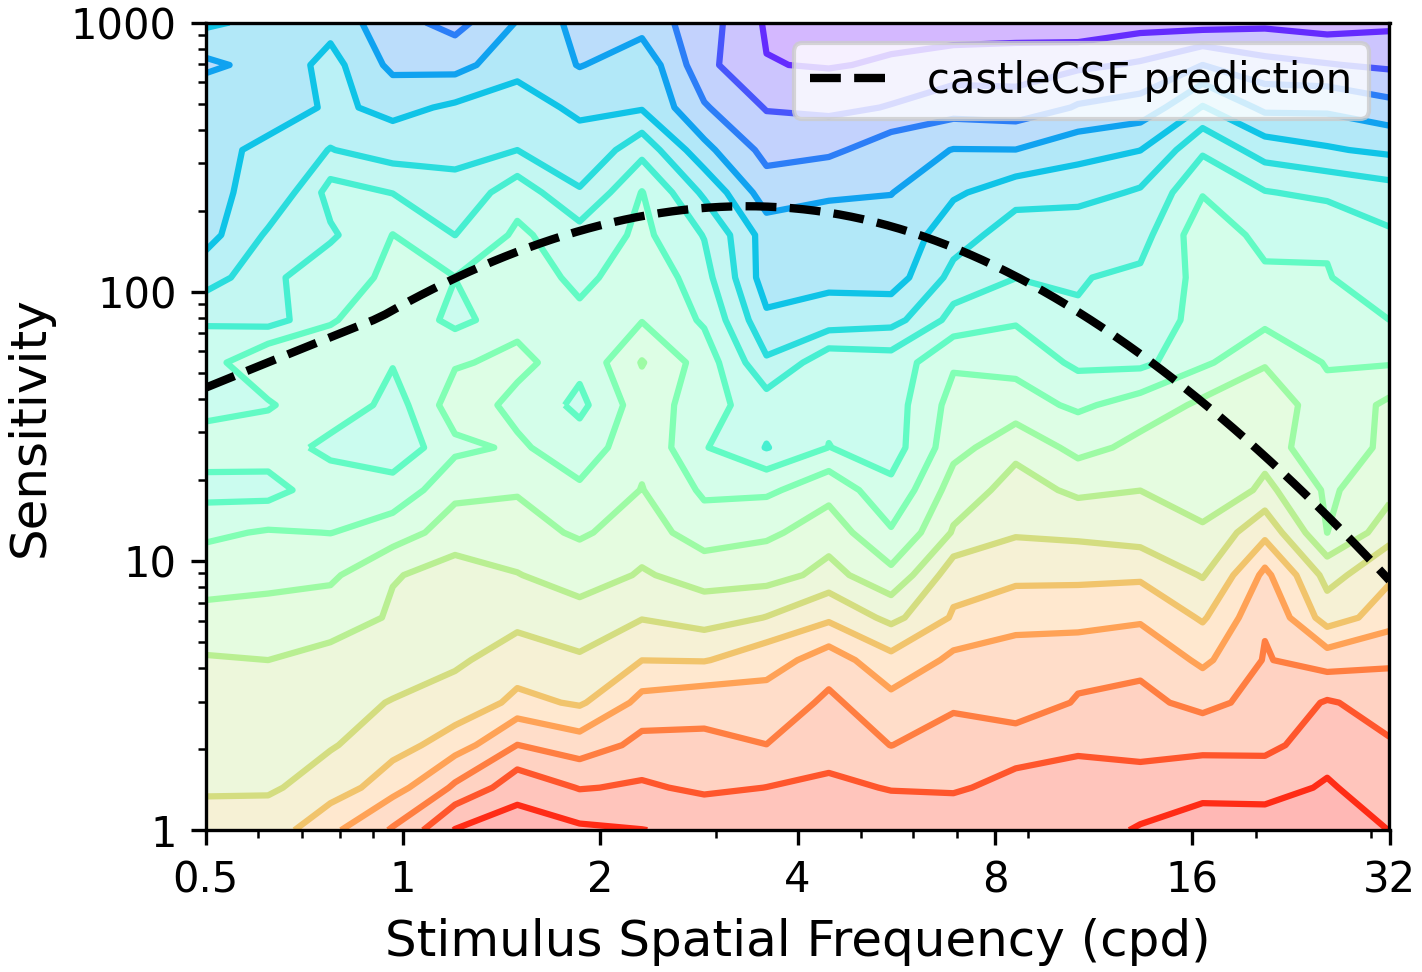 1000
castleCSF prediction
100
10
1
Sensitivity
0.5 1 2 4 8 16 32
Stimulus Spatial Frequency (cpd)